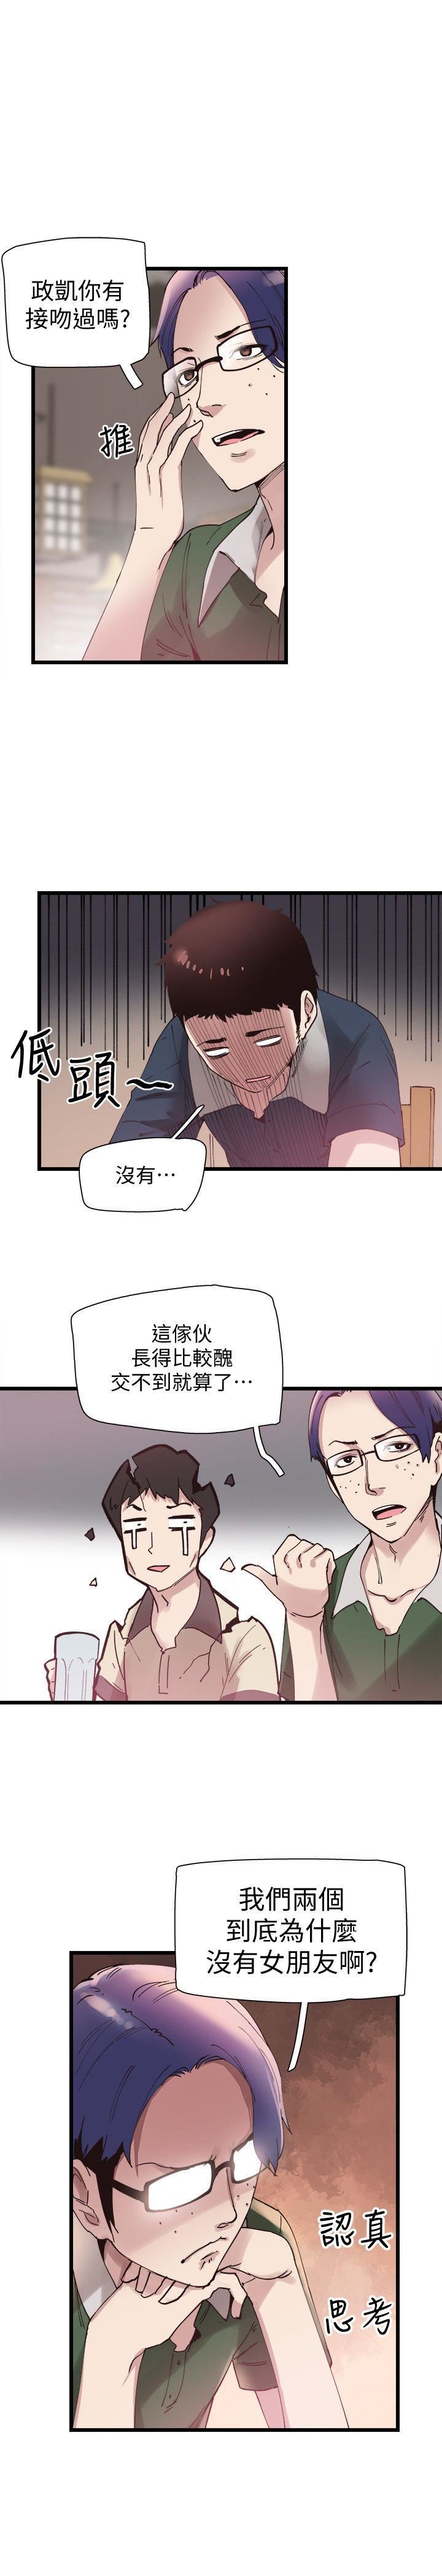 政凱你有
接吻過嗎?
推
低頭~
沒有…
這傢伙
長得比較醜
交不到就算了…
我們兩個
到底為什麼
沒有女朋友啊?
認真
思考